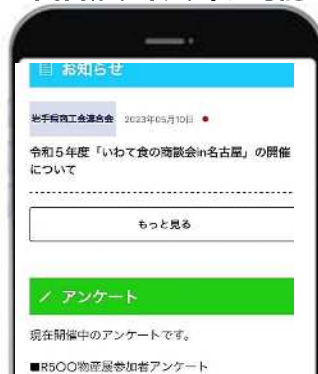 お知らせ
岩手県商工会連合会 2023年05月10日
令和5年度「いわて食の商談会in名古屋」の開催
について
もっと見る
アンケート
現在開催中のアンケートです。
■R5〇〇物産展参加者アンケート